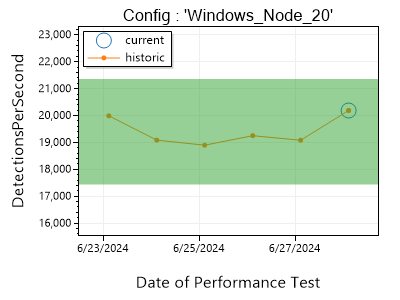 Config : 'Windows_Node_20'
current
historic
23,000
22,000
21,000
20,000
19,000
18,000
17,000
16,000
DetectionsPerSecond
6/23/2024
6/25/2024
6/27/2024
Date of Performance Test